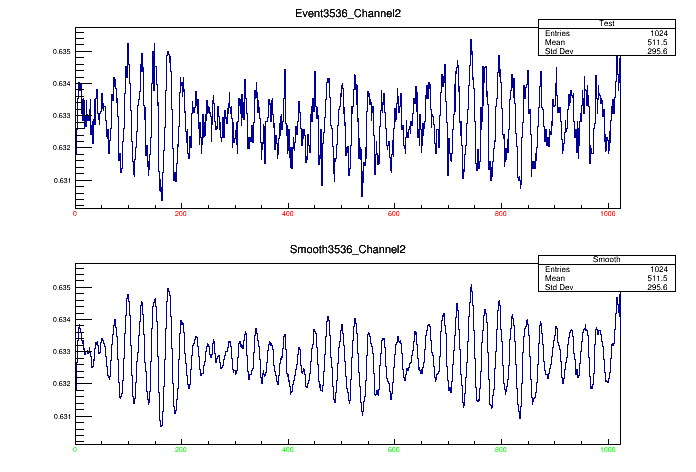 Event3536_Channel2
Test
Entries 1024
Mean 511.5
Std Dev 295.6
0.635
0.634
0.633
0.632
0.631
0 200 400 600 800 1000
Smooth3536_Channel2
Smooth
Entries 1024
Mean 511.5
Std Dev 295.6
0.635
0.634
0.633
0.632
0.631
0 200 400 600 800 1000